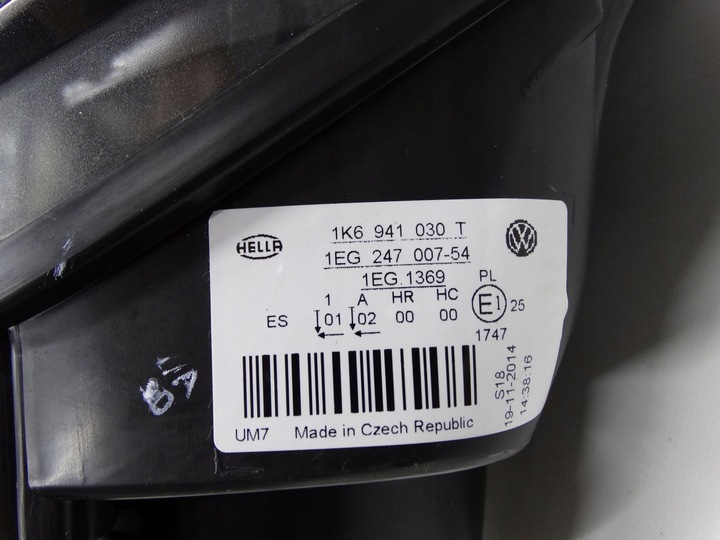 HELLA
1K6 941 030 T
1EG 247 007-54
1EG.1369
1 A HR HC PL
ES 01 02 00 00 E1 25
1747
UM7 Made in Czech Republic
S18
19-11-2014
14:38:16